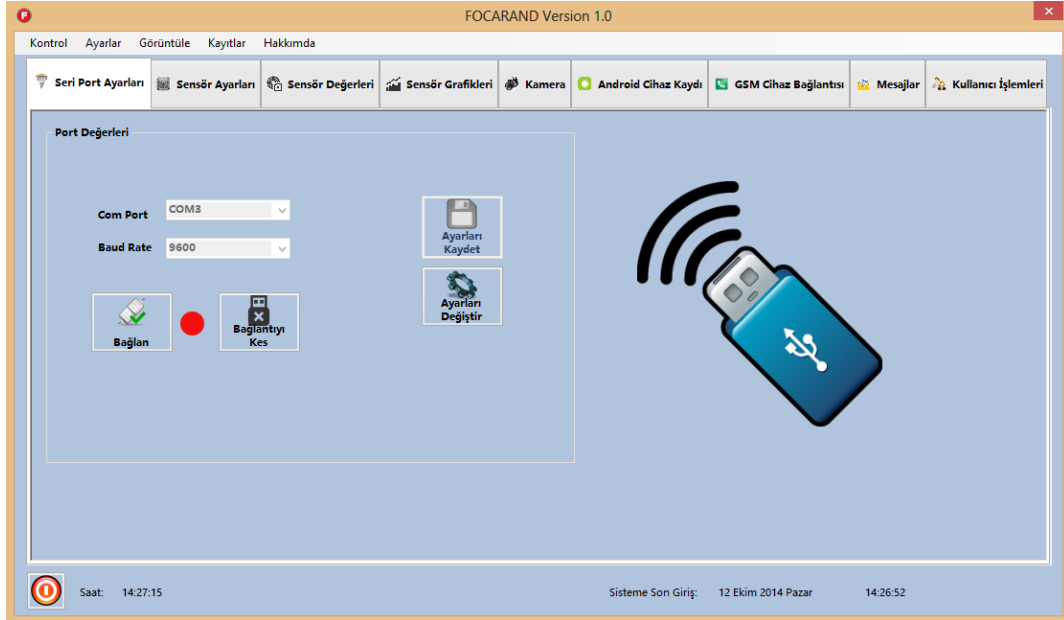 FOCARAND Version 1.0
Kontrol Ayarlar Görüntüle Kayıtlar Hakkımda
Seri Port Ayarları Sensör Ayarları Sensör Değerleri Sensör Grafikleri Kamera Android Cihaz Kaydı GSM Cihaz Bağlantısı Mesajlar Kullanıcı İşlemleri
Port Değerleri
Com Port COM3
Baud Rate 9600
Ayarları
Kaydet
Ayarları
Değiştir
Bağlan
Bağlantıyı
Kes
Saat: 14:27:15 Sisteme Son Giriş: 12 Ekim 2014 Pazar 14:26:52